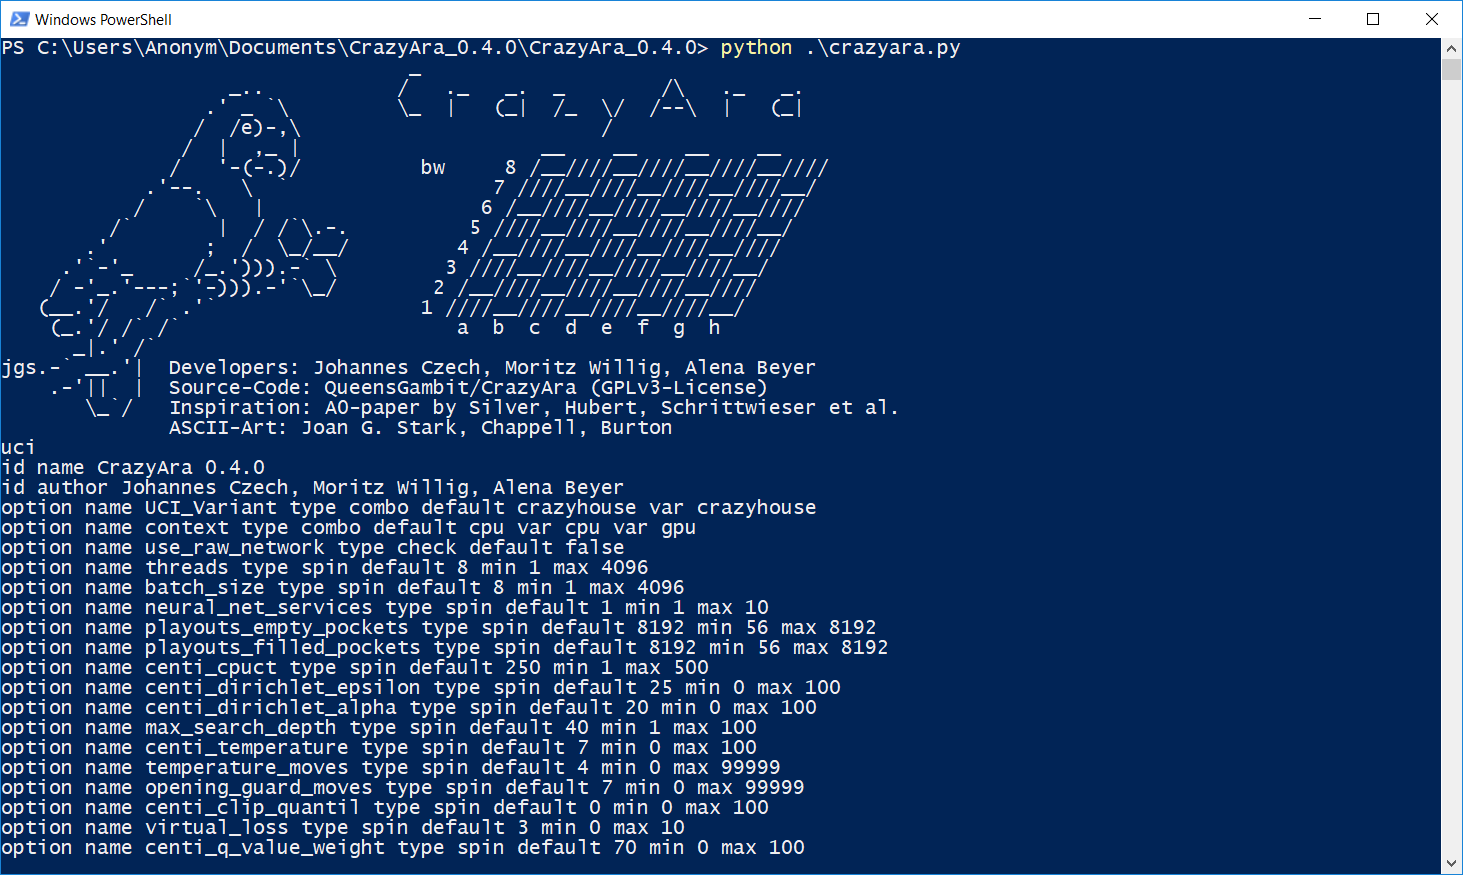 Windows PowerShell
PS C:\Users\Anonym\Documents\CrazyAra_0.4.0\CrazyAra_0.4.0> python .\crazyara.py
bw 8
7
6
5
4
3
2
1
a b c d e f g h
jgs
Developers: Johannes Czech, Moritz Willig, Alena Beyer
Source-Code: QueensGambit/CrazyAra (GPLv3-License)
Inspiration: A0-paper by Silver, Hubert, Schrittwieser et al.
ASCII-Art: Joan G. Stark, Chappell, Burton
uci
id name CrazyAra 0.4.0
id author Johannes Czech, Moritz Willig, Alena Beyer
option name UCI_Variant type combo default crazyhouse var crazyhouse
option name context type combo default cpu var cpu var gpu
option name use_raw_network type check default false
option name threads type spin default 8 min 1 max 4096
option name batch_size type spin default 8 min 1 max 4096
option name neural_net_services type spin default 1 min 1 max 10
option name playouts_empty_pockets type spin default 8192 min 56 max 8192
option name playouts_filled_pockets type spin default 8192 min 56 max 8192
option name centi_cpuct type spin default 250 min 1 max 500
option name centi_dirichlet_epsilon type spin default 25 min 0 max 100
option name centi_dirichlet_alpha type spin default 20 min 0 max 100
option name max_search_depth type spin default 40 min 1 max 100
option name centi_temperature type spin default 7 min 0 max 100
option name temperature_moves type spin default 4 min 0 max 99999
option name opening_guard_moves type spin default 7 min 0 max 99999
option name centi_clip_quantil type spin default 0 min 0 max 100
option name virtual_loss type spin default 3 min 0 max 10
option name centi_q_value_weight type spin default 70 min 0 max 100